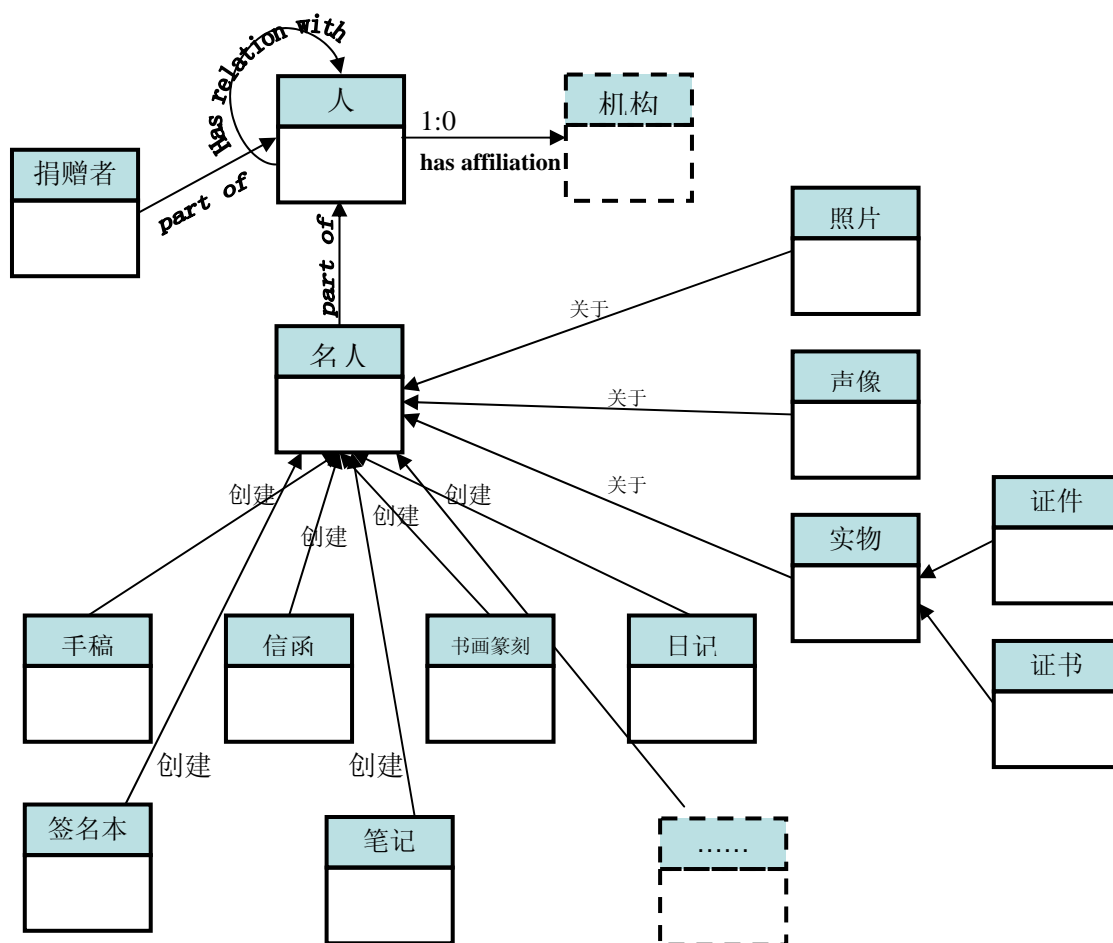 Has relation with
人
机构
1:0
has affiliation
捐赠者
part of
part of
照片
关于
名人
声像
关于
关于
创建
创建
创建
创建
实物
证件
手稿
信函
书画篆刻
日记
证书
创建
创建
签名本
笔记
……